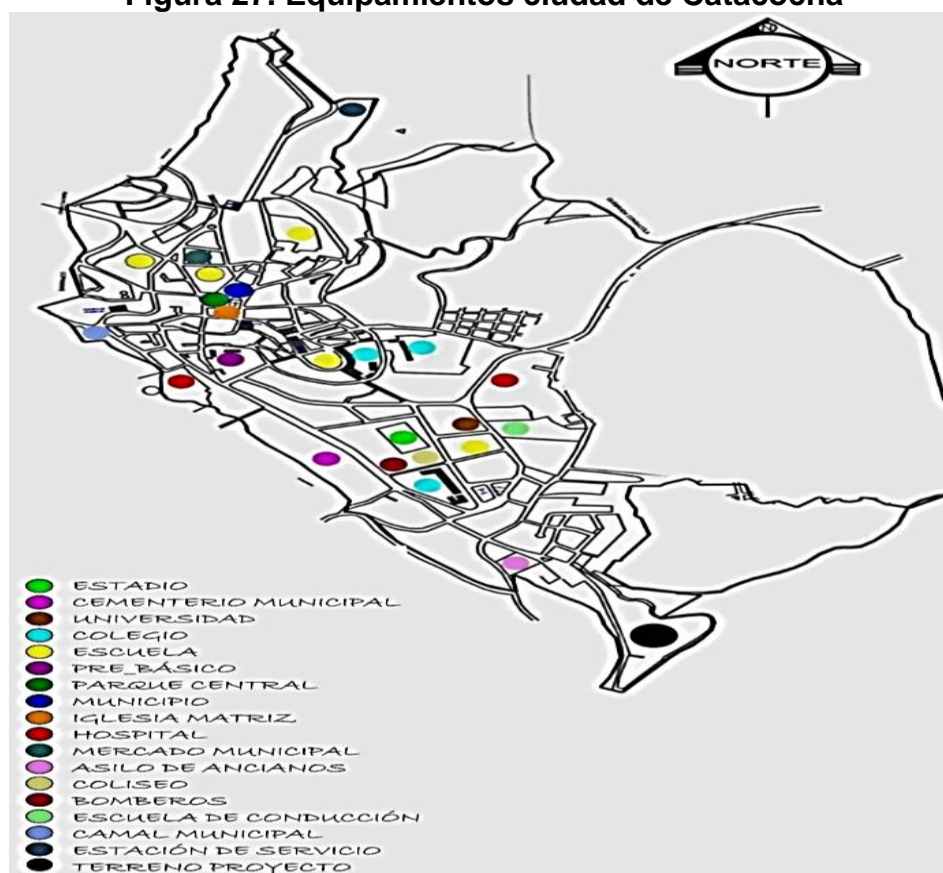 Figura 27: Equipamientos ciudad de Catacocha
N
NORTE
ESTADIO
CEMENTERIO MUNICIPAL
UNIVERSIDAD
COLEGIO
ESCUELA
PRE_BÁSICO
PARQUE CENTRAL
MUNICIPIO
IGLESIA MATRIZ
HOSPITAL
MERCADO MUNICIPAL
ASILO DE ANCIANOS
COLISEO
BOMBEROS
ESCUELA DE CONDUCCIÓN
CAMAL MUNICIPAL
ESTACIÓN DE SERVICIO
TERRENO PROYECTO